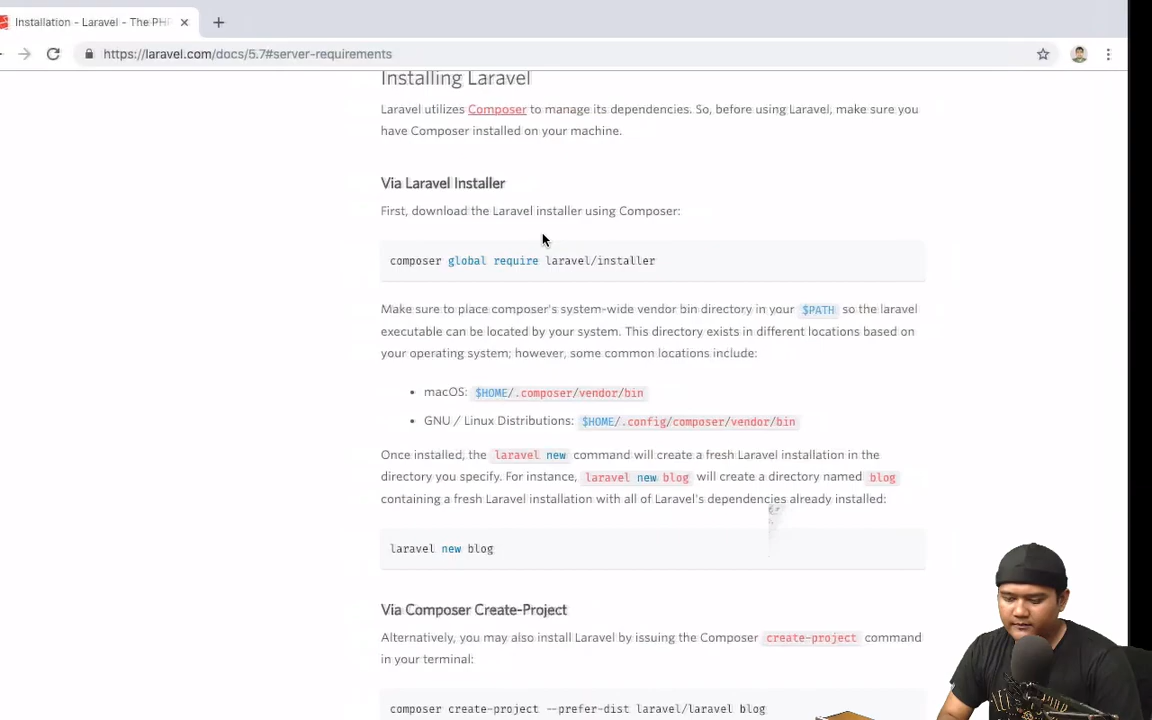 Installation - Laravel - The PH
https://laravel.com/docs/5.7#server-requirements
Installing Laravel
Laravel utilizes Composer to manage its dependencies. So, before using Laravel, make sure you
have Composer installed on your machine.
Via Laravel Installer
First, download the Laravel installer using Composer:
composer global require laravel/installer
Make sure to place composer's system-wide vendor bin directory in your $PATH so the laravel
executable can be located by your system. This directory exists in different locations based on
your operating system; however, some common locations include:
• macOS: $HOME/.composer/vendor/bin
• GNU / Linux Distributions: $HOME/.config/composer/vendor/bin
Once installed, the laravel new command will create a fresh Laravel installation in the
directory you specify. For instance, laravel new blog will create a directory named blog
containing a fresh Laravel installation with all of Laravel's dependencies already installed:
laravel new blog
Via Composer Create-Project
Alternatively, you may also install Laravel by issuing the Composer create-project command
in your terminal:
composer create-project --prefer-dist laravel/laravel blog